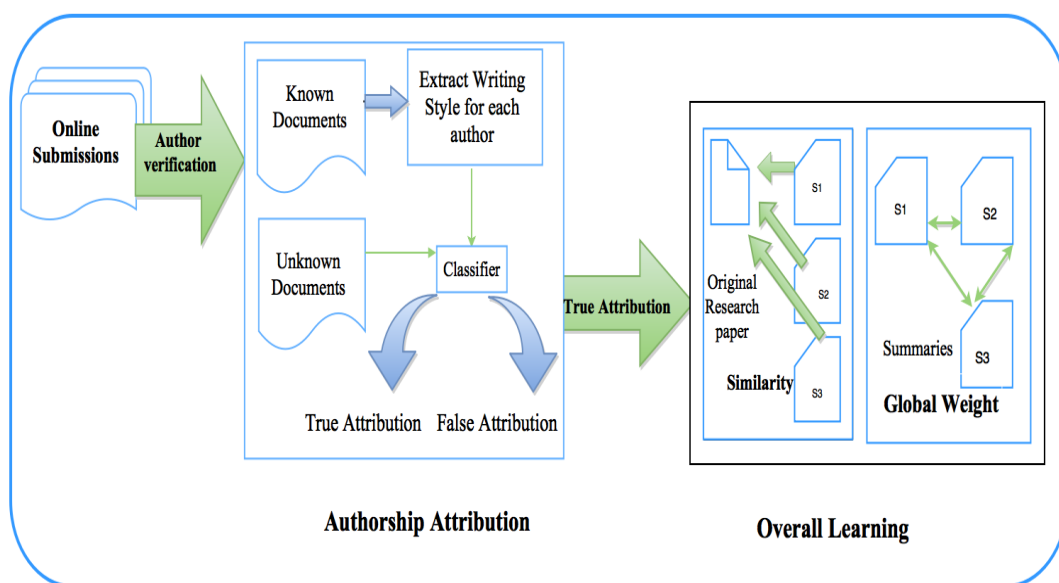 Online
Submissions
Author
verification
Known
Documents
Extract Writing
Style for each
author
Unknown
Documents
Classifier
True Attribution
False Attribution
Authorship Attribution
True Attribution
S1
S2
S3
Original
Research
paper
Similarity
S1
S2
S3
Summaries
Global Weight
Overall Learning